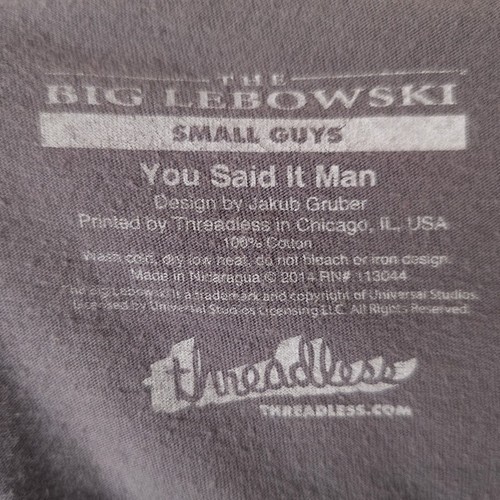 THE
BIG LEBOWSKI
SMALL GUYS
You Said It Man
Design by Jakub Gruber
Printed by Threadless in Chicago, IL, USA
100% Cotton
Wash cold, dry low heat, do not bleach or iron design.
Made in Nicaragua © 2014 RN# 113044
The Big Lebowski is a trademark and copyright of Universal Studios.
Licensed by Universal Studios Licensing LLC. All Rights Reserved.
threadless
THREADLESS.COM